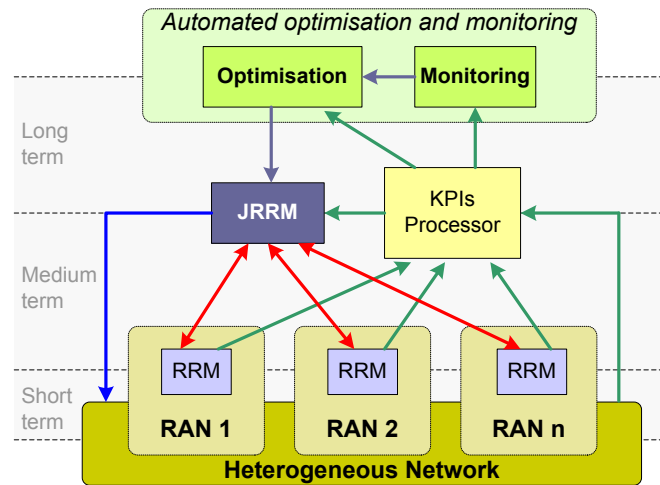 Automated optimisation and monitoring
Optimisation
Monitoring
Long
term
JRRM
KPIs
Processor
Medium
term
RRM
RRM
RRM
Short
term
RAN 1
RAN 2
RAN n
Heterogeneous Network